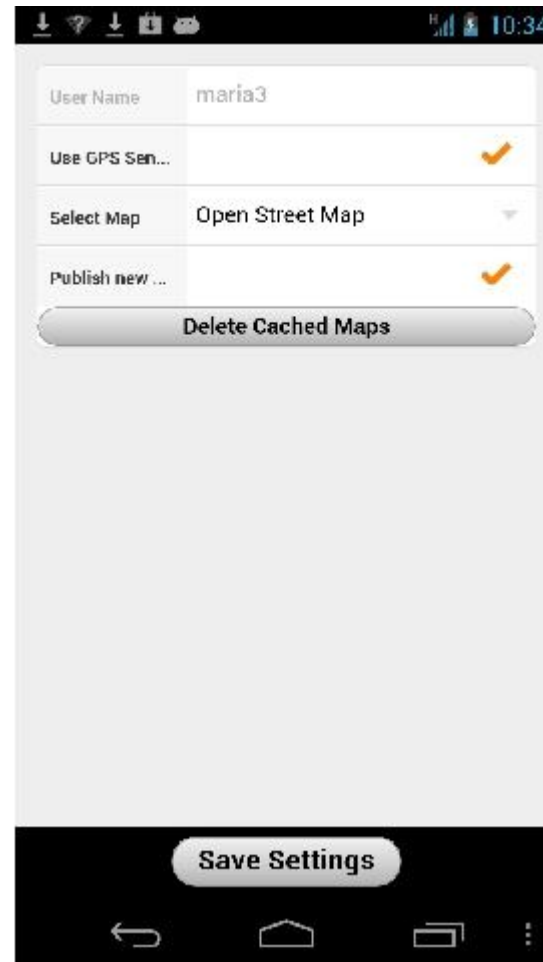 H 10:34
User Name maria3
Use GPS Sen...
Select Map Open Street Map
Publish new ...
Delete Cached Maps
Save Settings